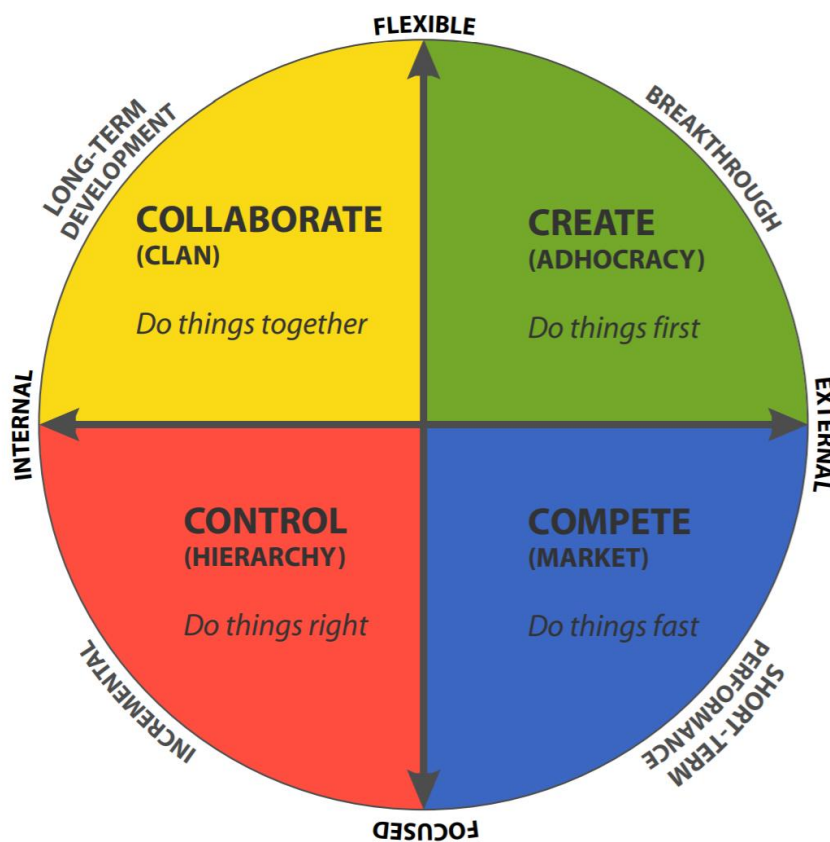 FLEXIBLE
LONG-TERM
DEVELOPMENT
BREAKTHROUGH
COLLABORATE
(CLAN)
Do things together
CREATE
(ADHOCRACY)
Do things first
INTERNAL
EXTERNAL
CONTROL
(HIERARCHY)
Do things right
COMPETE
(MARKET)
Do things fast
INCREMENTAL
SHORT-TERM
PERFORMANCE
FOCUSED